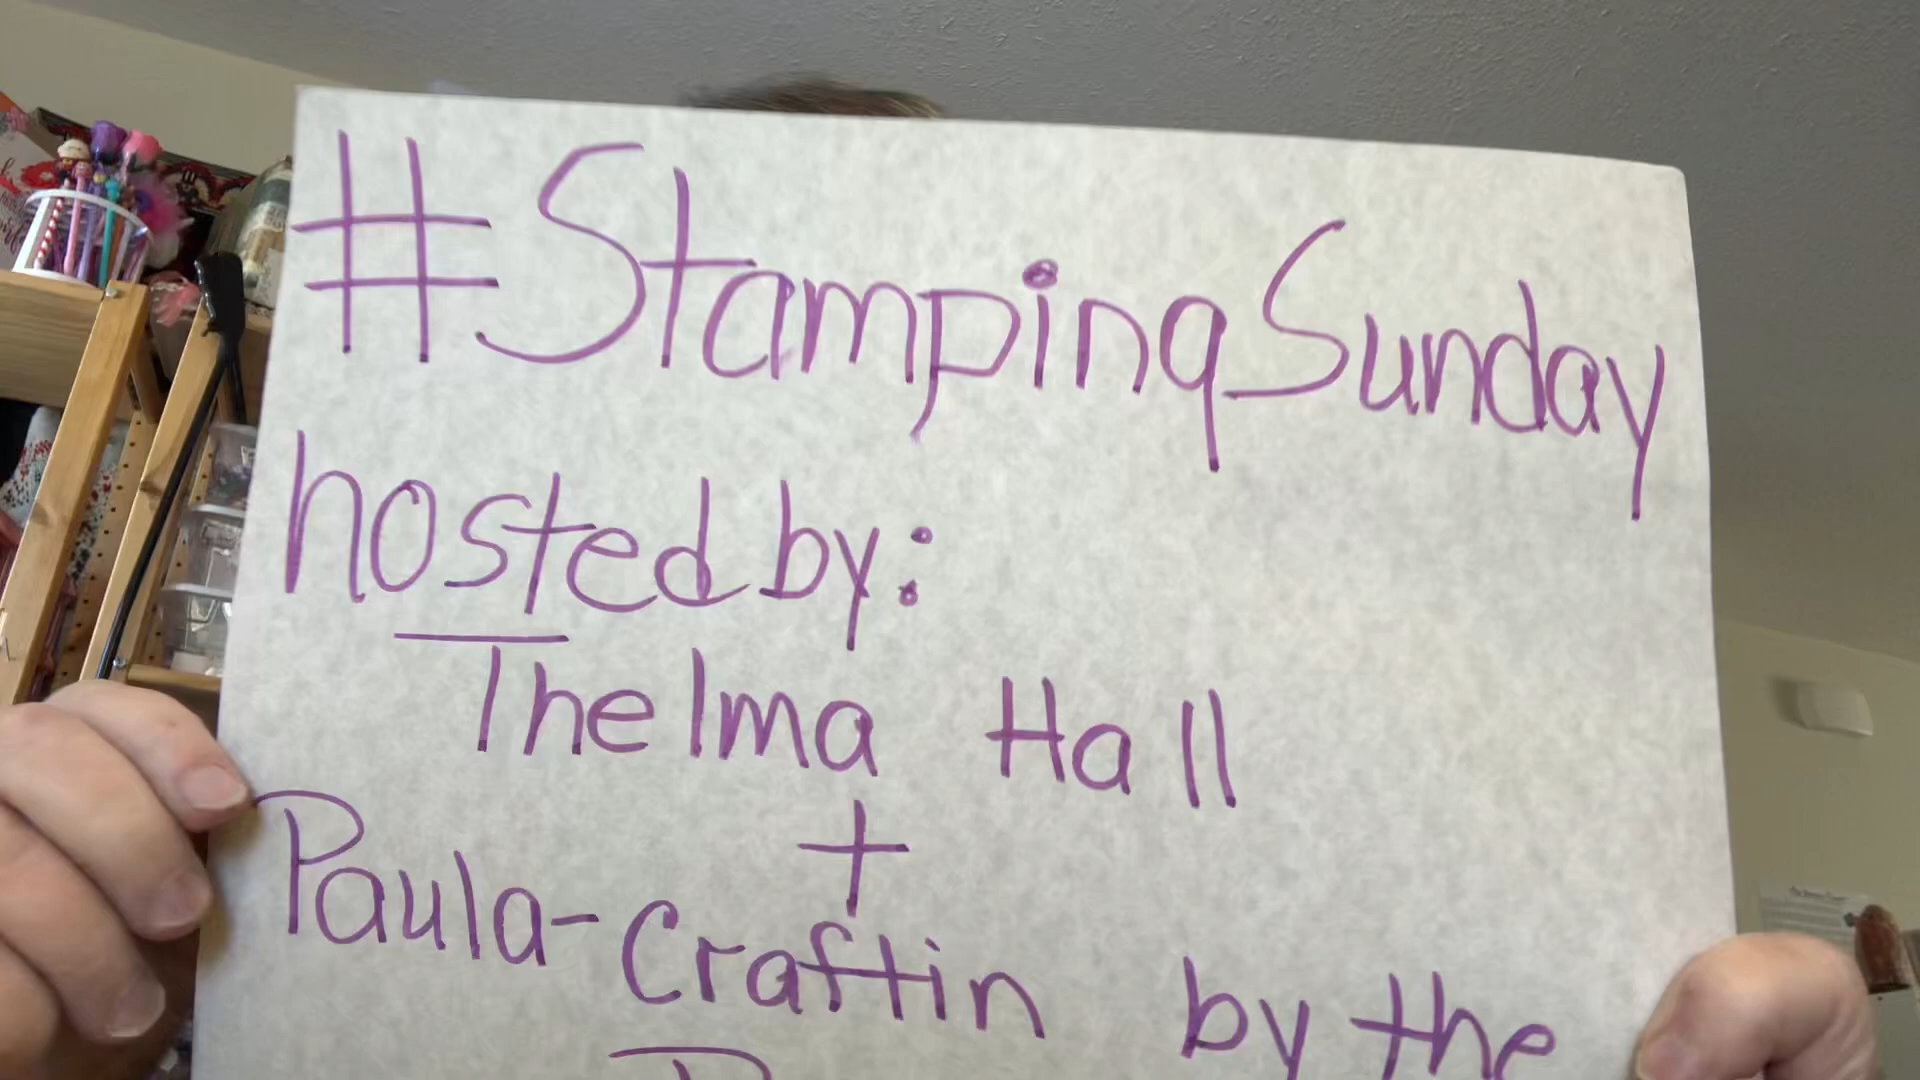 #StampingSunday
hosted by:
Thelma Hall
+
Paula-Craftin by the